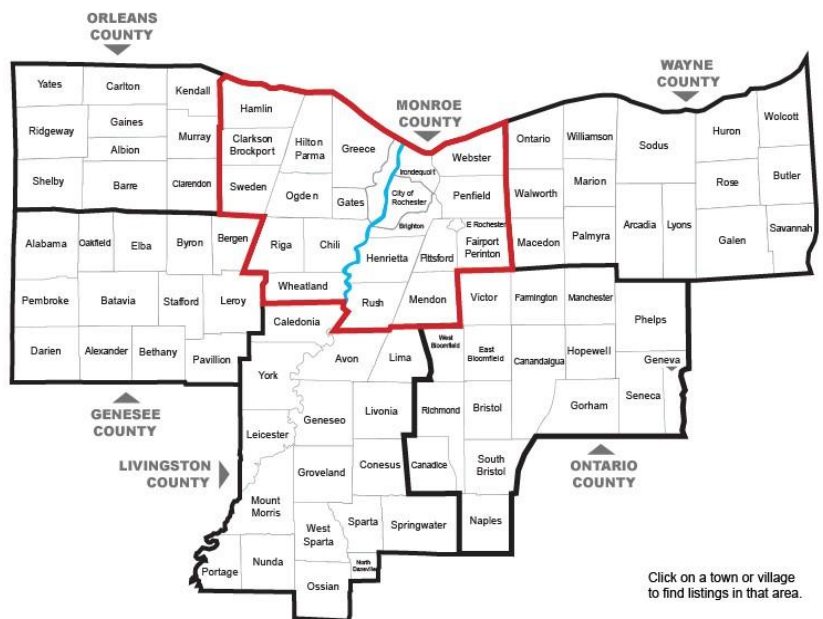 ORLEANS
COUNTY
WAYNE
COUNTY
MONROE
COUNTY
Yates
Carlton
Kendall
Ridgeway
Gaines
Albion
Murray
Shelby
Barre
Clarendon
Hamlin
Clarkson
Brockport
Hilton
Parma
Greece
Sweden
Ogden
Gates
Irondequoit
City of
Rochester
Brighton
Webster
Penfield
E Rochester
Fairport
Perinton
Riga
Chili
Henrietta
Pittsford
Wheatland
Rush
Mendon
Ontario
Williamson
Sodus
Huron
Wolcott
Walworth
Marion
Rose
Butler
Macedon
Palmyra
Arcadia
Lyons
Galen
Savannah
Alabama
Oakfield
Elba
Byron
Bergen
Pembroke
Batavia
Stafford
Leroy
Darien
Alexander
Bethany
Pavillion
GENESEE
COUNTY
Caledonia
Avon
Lima
York
Geneseo
Livonia
Leicester
Groveland
Conesus
LIVINGSTON
COUNTY
Mount
Morris
West
Sparta
Sparta
Springwater
Portage
Nunda
Ossian
North
Dansville
Victor
Farmington
Manchester
Phelps
West
Bloomfield
East
Bloomfield
Canandaigua
Hopewell
Geneva
Seneca
Gorham
Richmond
Bristol
Canadice
South
Bristol
Naples
ONTARIO
COUNTY
Click on a town or village
to find listings in that area.